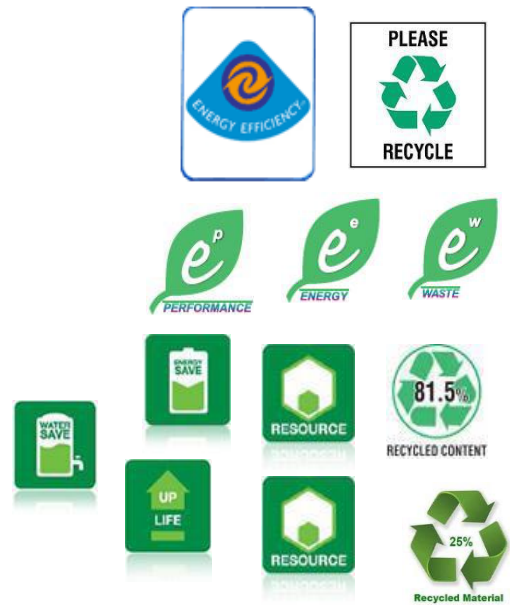 ENERGY EFFICIENCY
PLEASE
RECYCLE
e p
PERFORMANCE
e e
ENERGY
e w
WASTE
ENERGY
SAVE
RESOURCE
81.5%
RECYCLED CONTENT
WATER
SAVE
UP
LIFE
RESOURCE
25%
Recycled Material